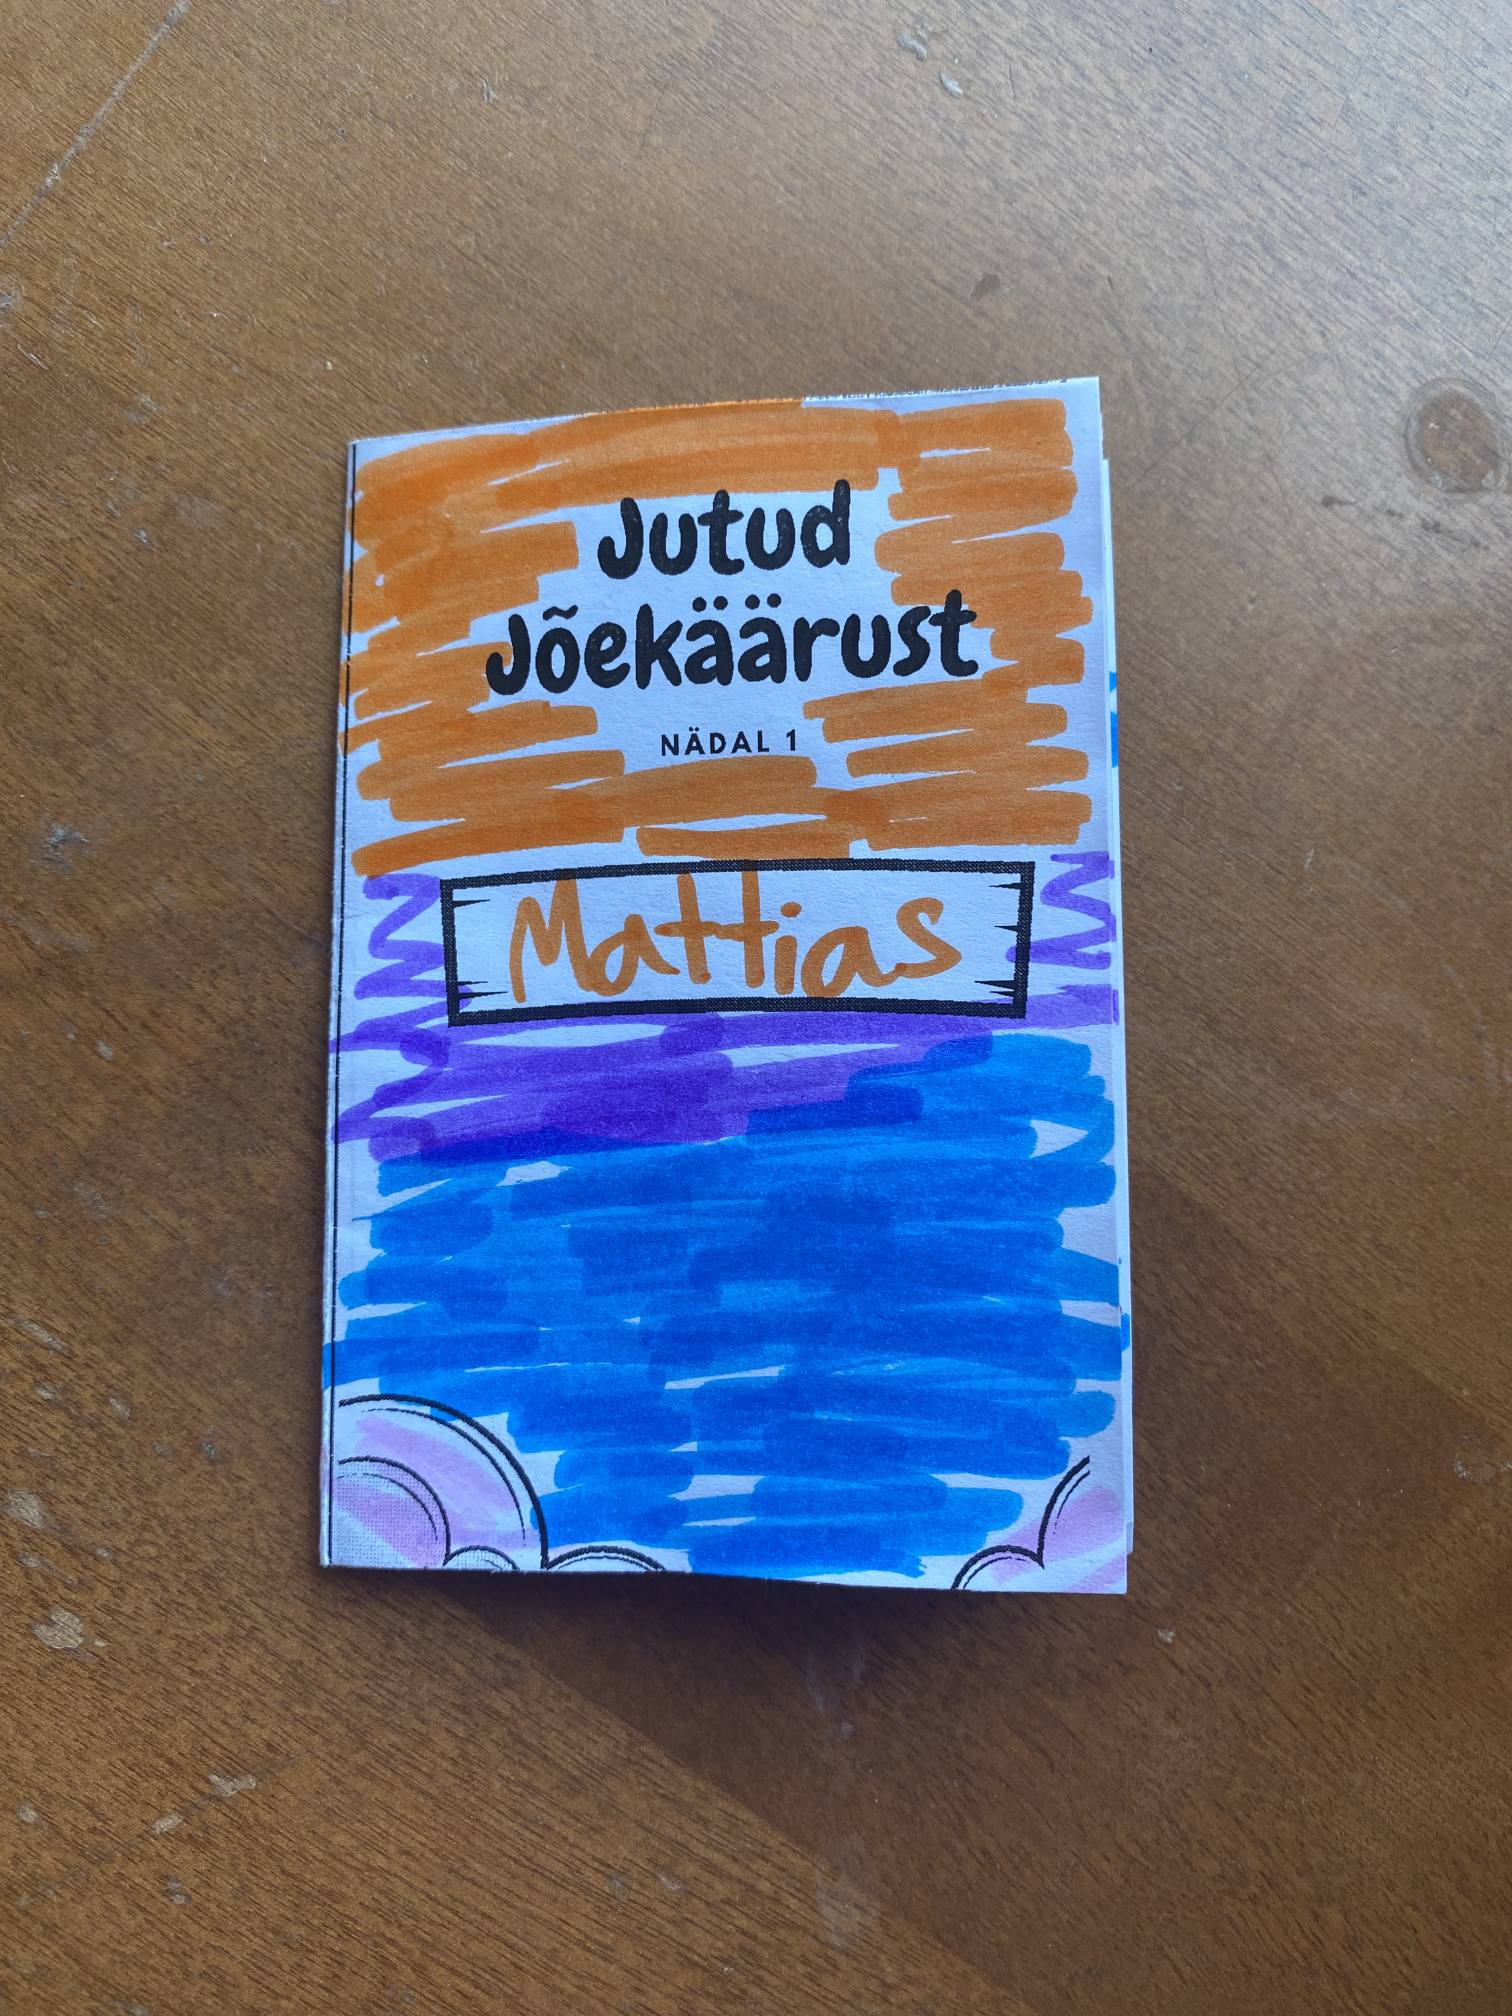 Jutud
Jõekäärust
NÄDAL 1
Mattias